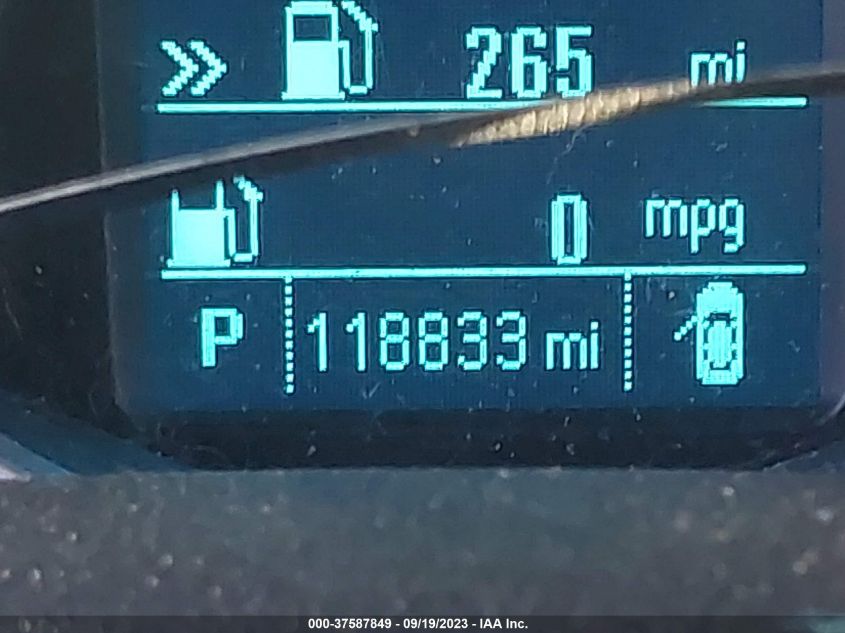 265 mi
0 mpg
P 118833 mi
000-37587849 - 09/19/2023 - IAA Inc.